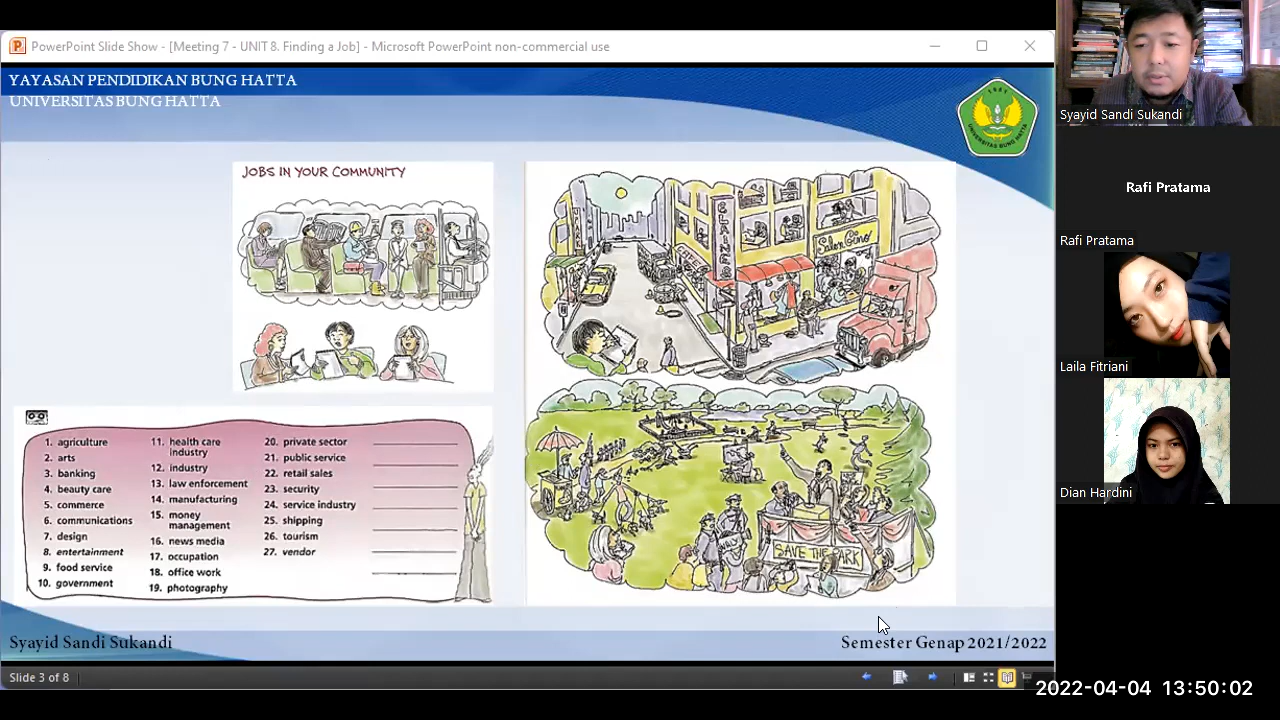 PowerPoint Slide Show - [Meeting 7 - UNIT 8. Finding a Job] - Microsoft PowerPoint non-commercial use
YAYASAN PENDIDIKAN BUNG HATTA
UNIVERSITAS BUNG HATTA
JOBS IN YOUR COMMUNITY
BLAINES
Salon Gino
SAVE THE PARK
1. agriculture
2. arts
3. banking
4. beauty care
5. commerce
6. communications
7. design
8. entertainment
9. food service
10. government
11. health care
industry
12. industry
13. law enforcement
14. manufacturing
15. money
management
16. news media
17. occupation
18. office work
19. photography
20. private sector
21. public service
22. retail sales
23. security
24. service industry
25. shipping
26. tourism
27. vendor
Syayid Sandi Sukandi
Semester Genap 2021/2022
Slide 3 of 8
Syayid Sandi Sukandi
Rafi Pratama
Rafi Pratama
Laila Fitriani
Dian Hardini
2022-04-04 13:50:02